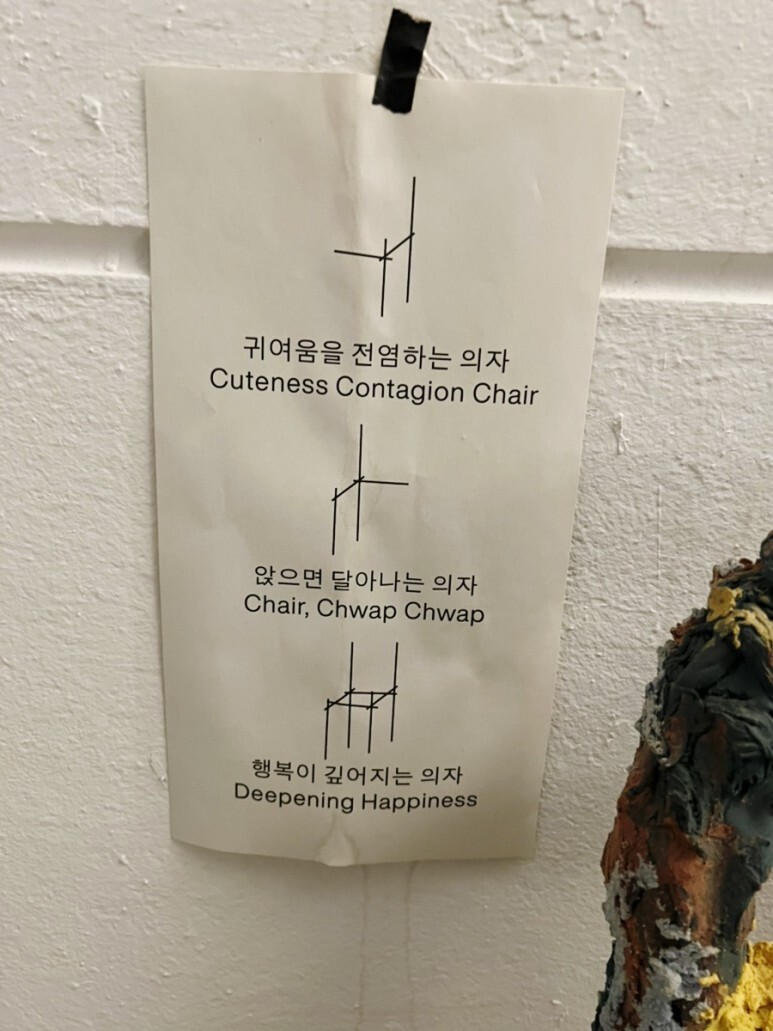 귀여움을 전염하는 의자
Cuteness Contagion Chair
앉으면 달아나는 의자
Chair, Chwap Chwap
행복이 깊어지는 의자
Deepening Happiness